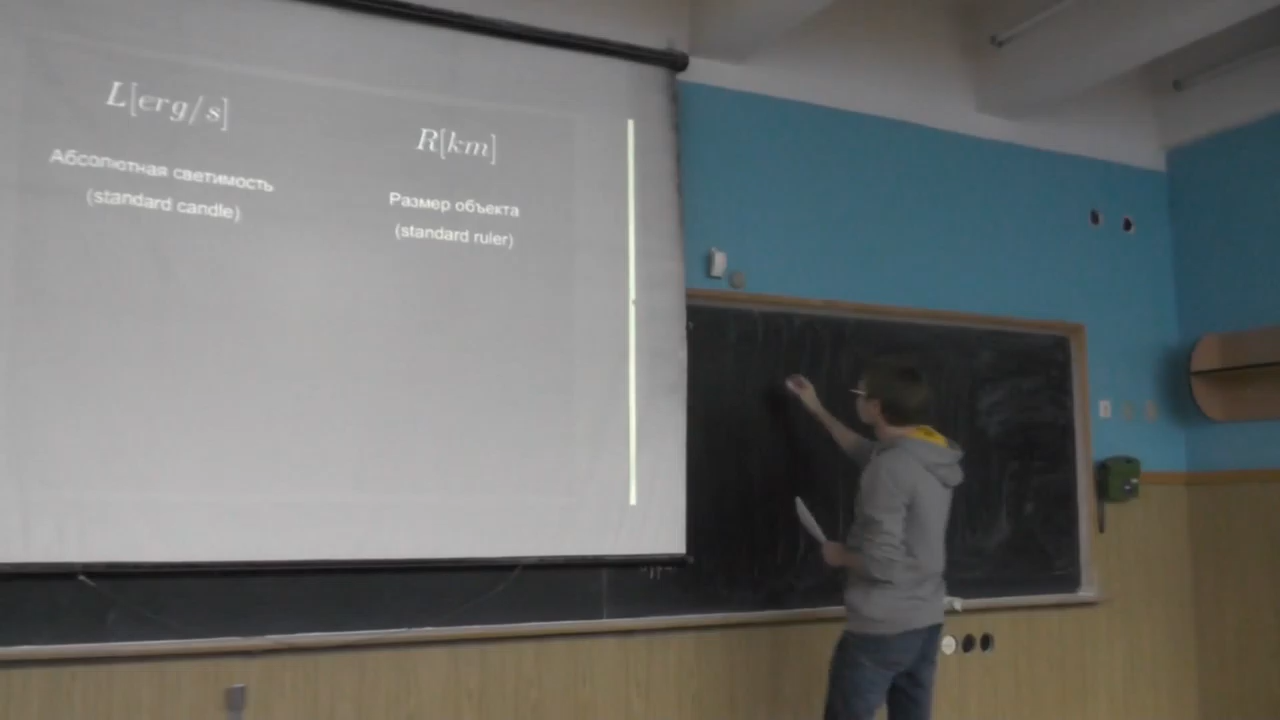 L[erg/s]
Абсолютная светимость
(standard candle)
R[km]
Размер объекта
(standard ruler)